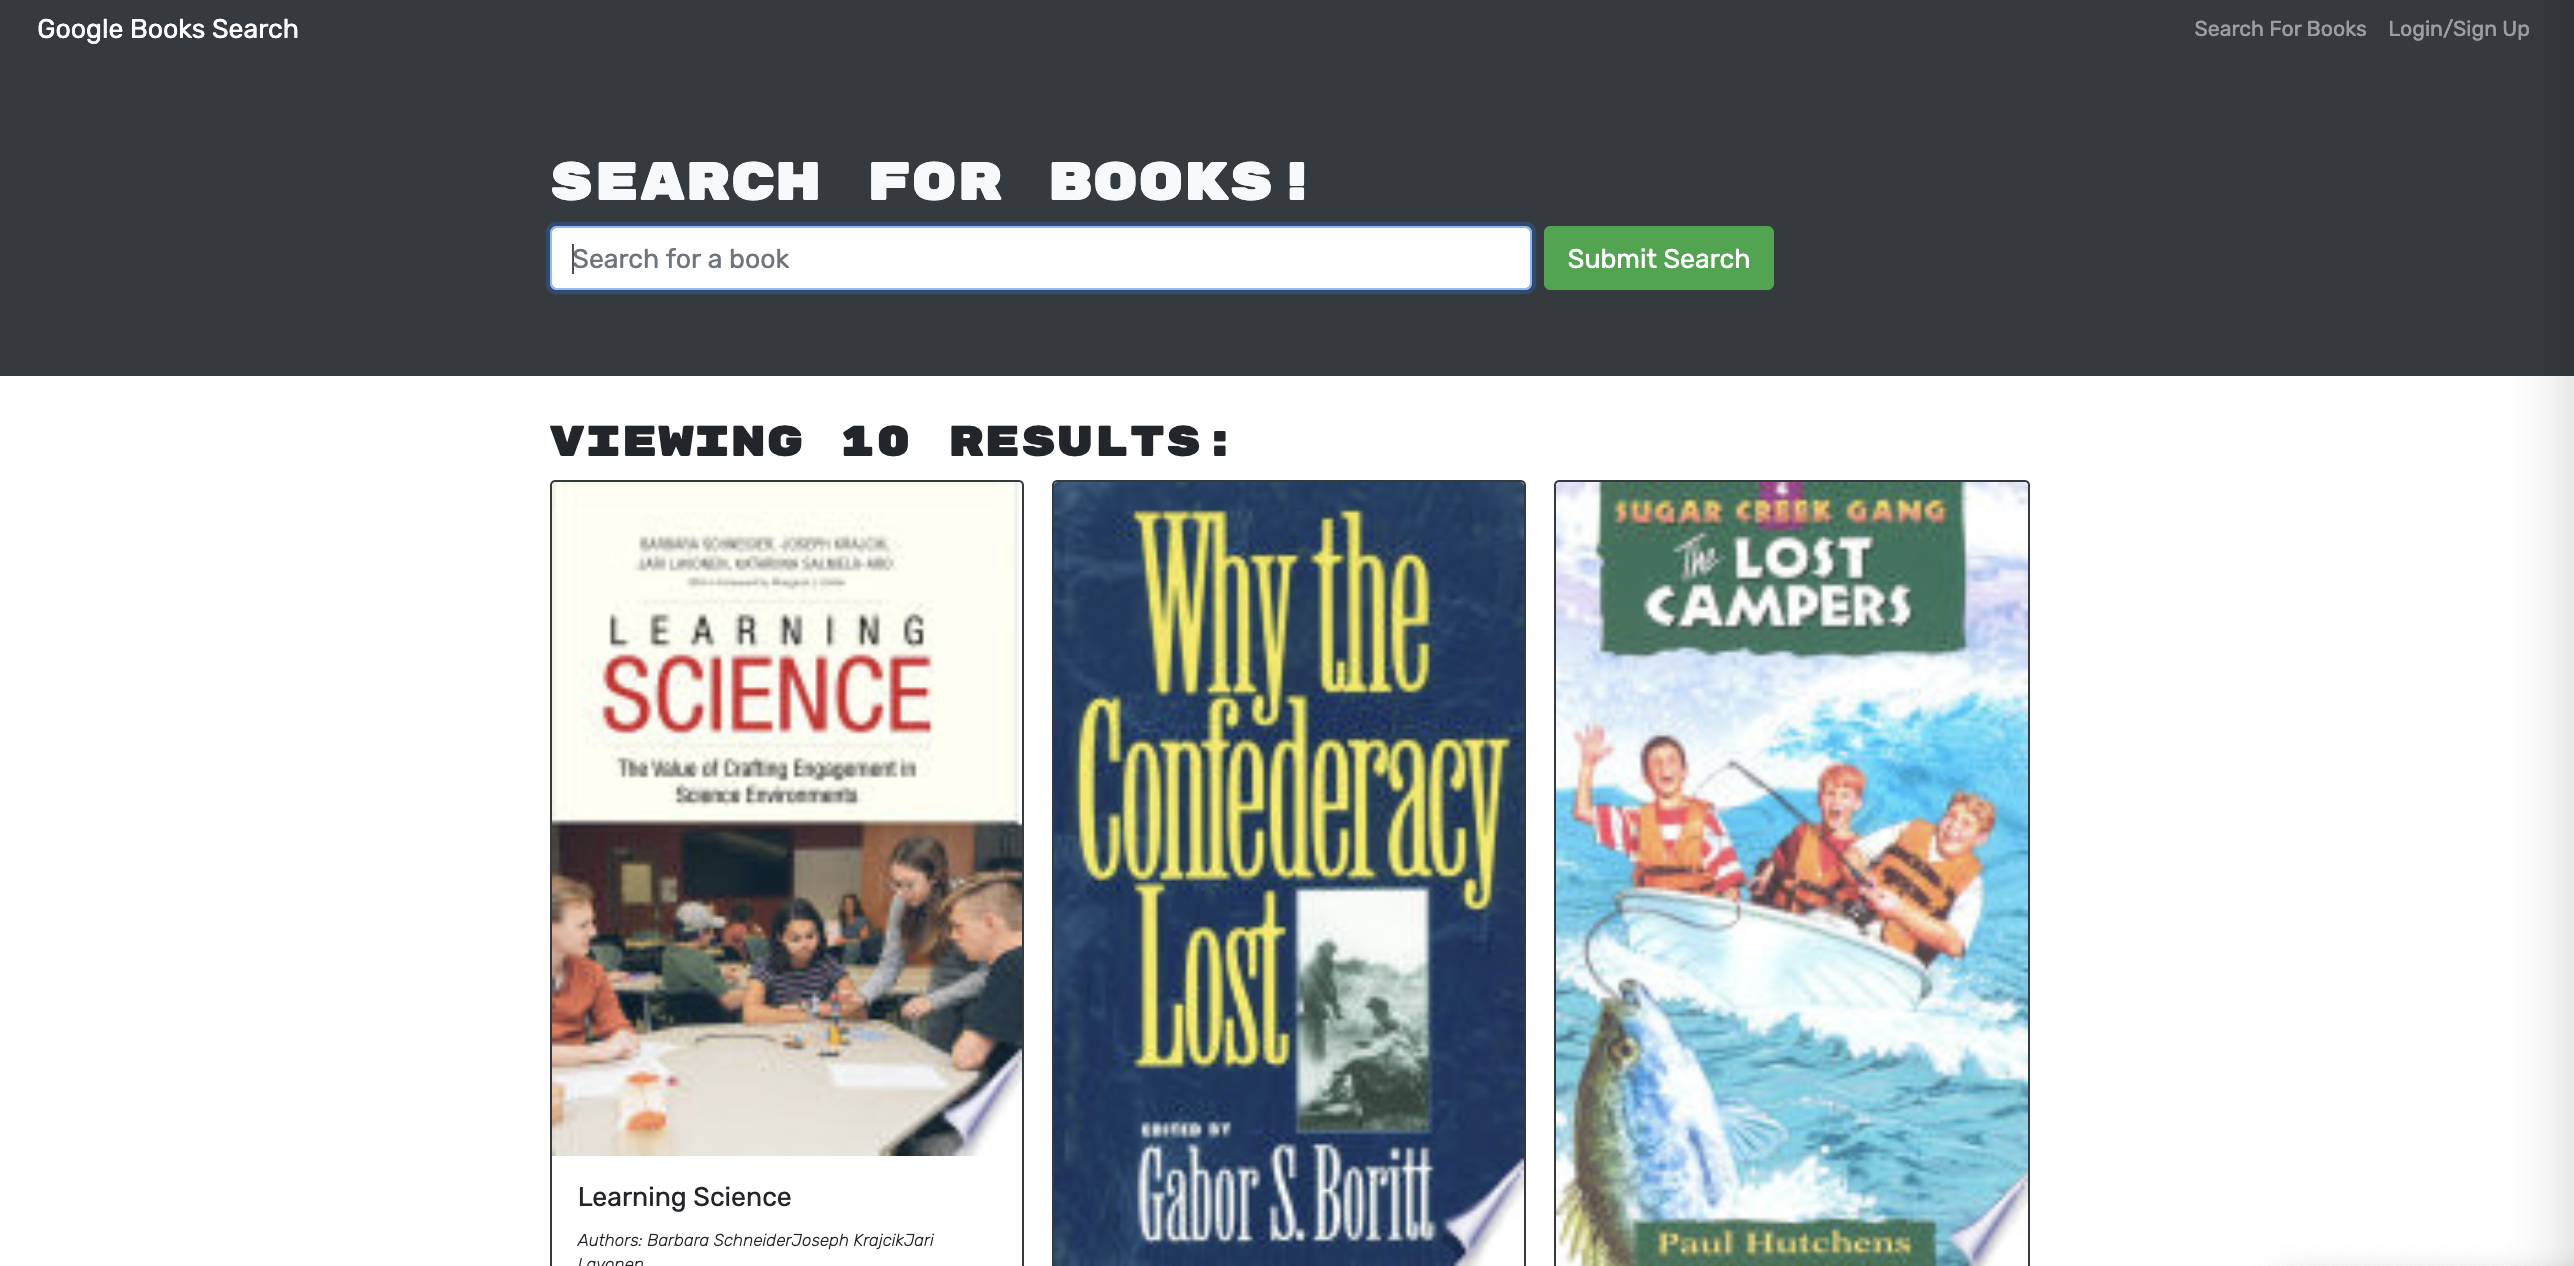 Google Books Search
Search For Books
Login/Sign Up
SEARCH FOR BOOKS!
Search for a book
Submit Search
VIEWING 10 RESULTS:
BARBARA SCHNEIDER, JOSEPH KRAJCIK,
JARI LAVONEN, KATARIINA SALMELA-ARO
LEARNING
SCIENCE
The Value of Crafting Engagement in
Science Environments
Learning Science
Authors: Barbara SchneiderJoseph KrajcikJari
Lavonen
Why the
Confederacy
Lost
EDITED BY
Gabor S. Boritt
4
SUGAR CREEK GANG
The LOST
CAMPERS
Paul Hutchens